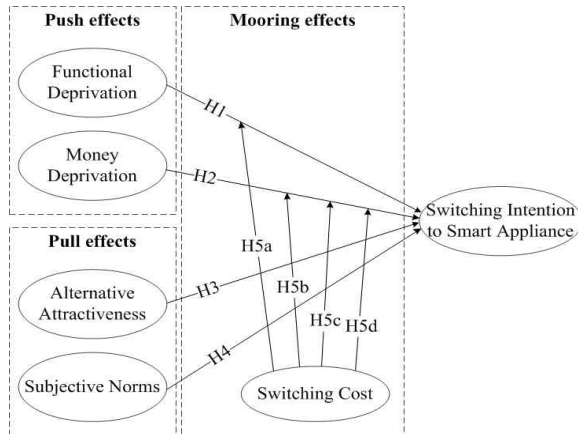 Push effects
Mooring effects
Functional
Deprivation
H1
Money
Deprivation
H2
Switching Intention
to Smart Appliance
Pull effects
H5a
Alternative
Attractiveness
H3
H5b
H5c
H5d
H4
Subjective Norms
Switching Cost